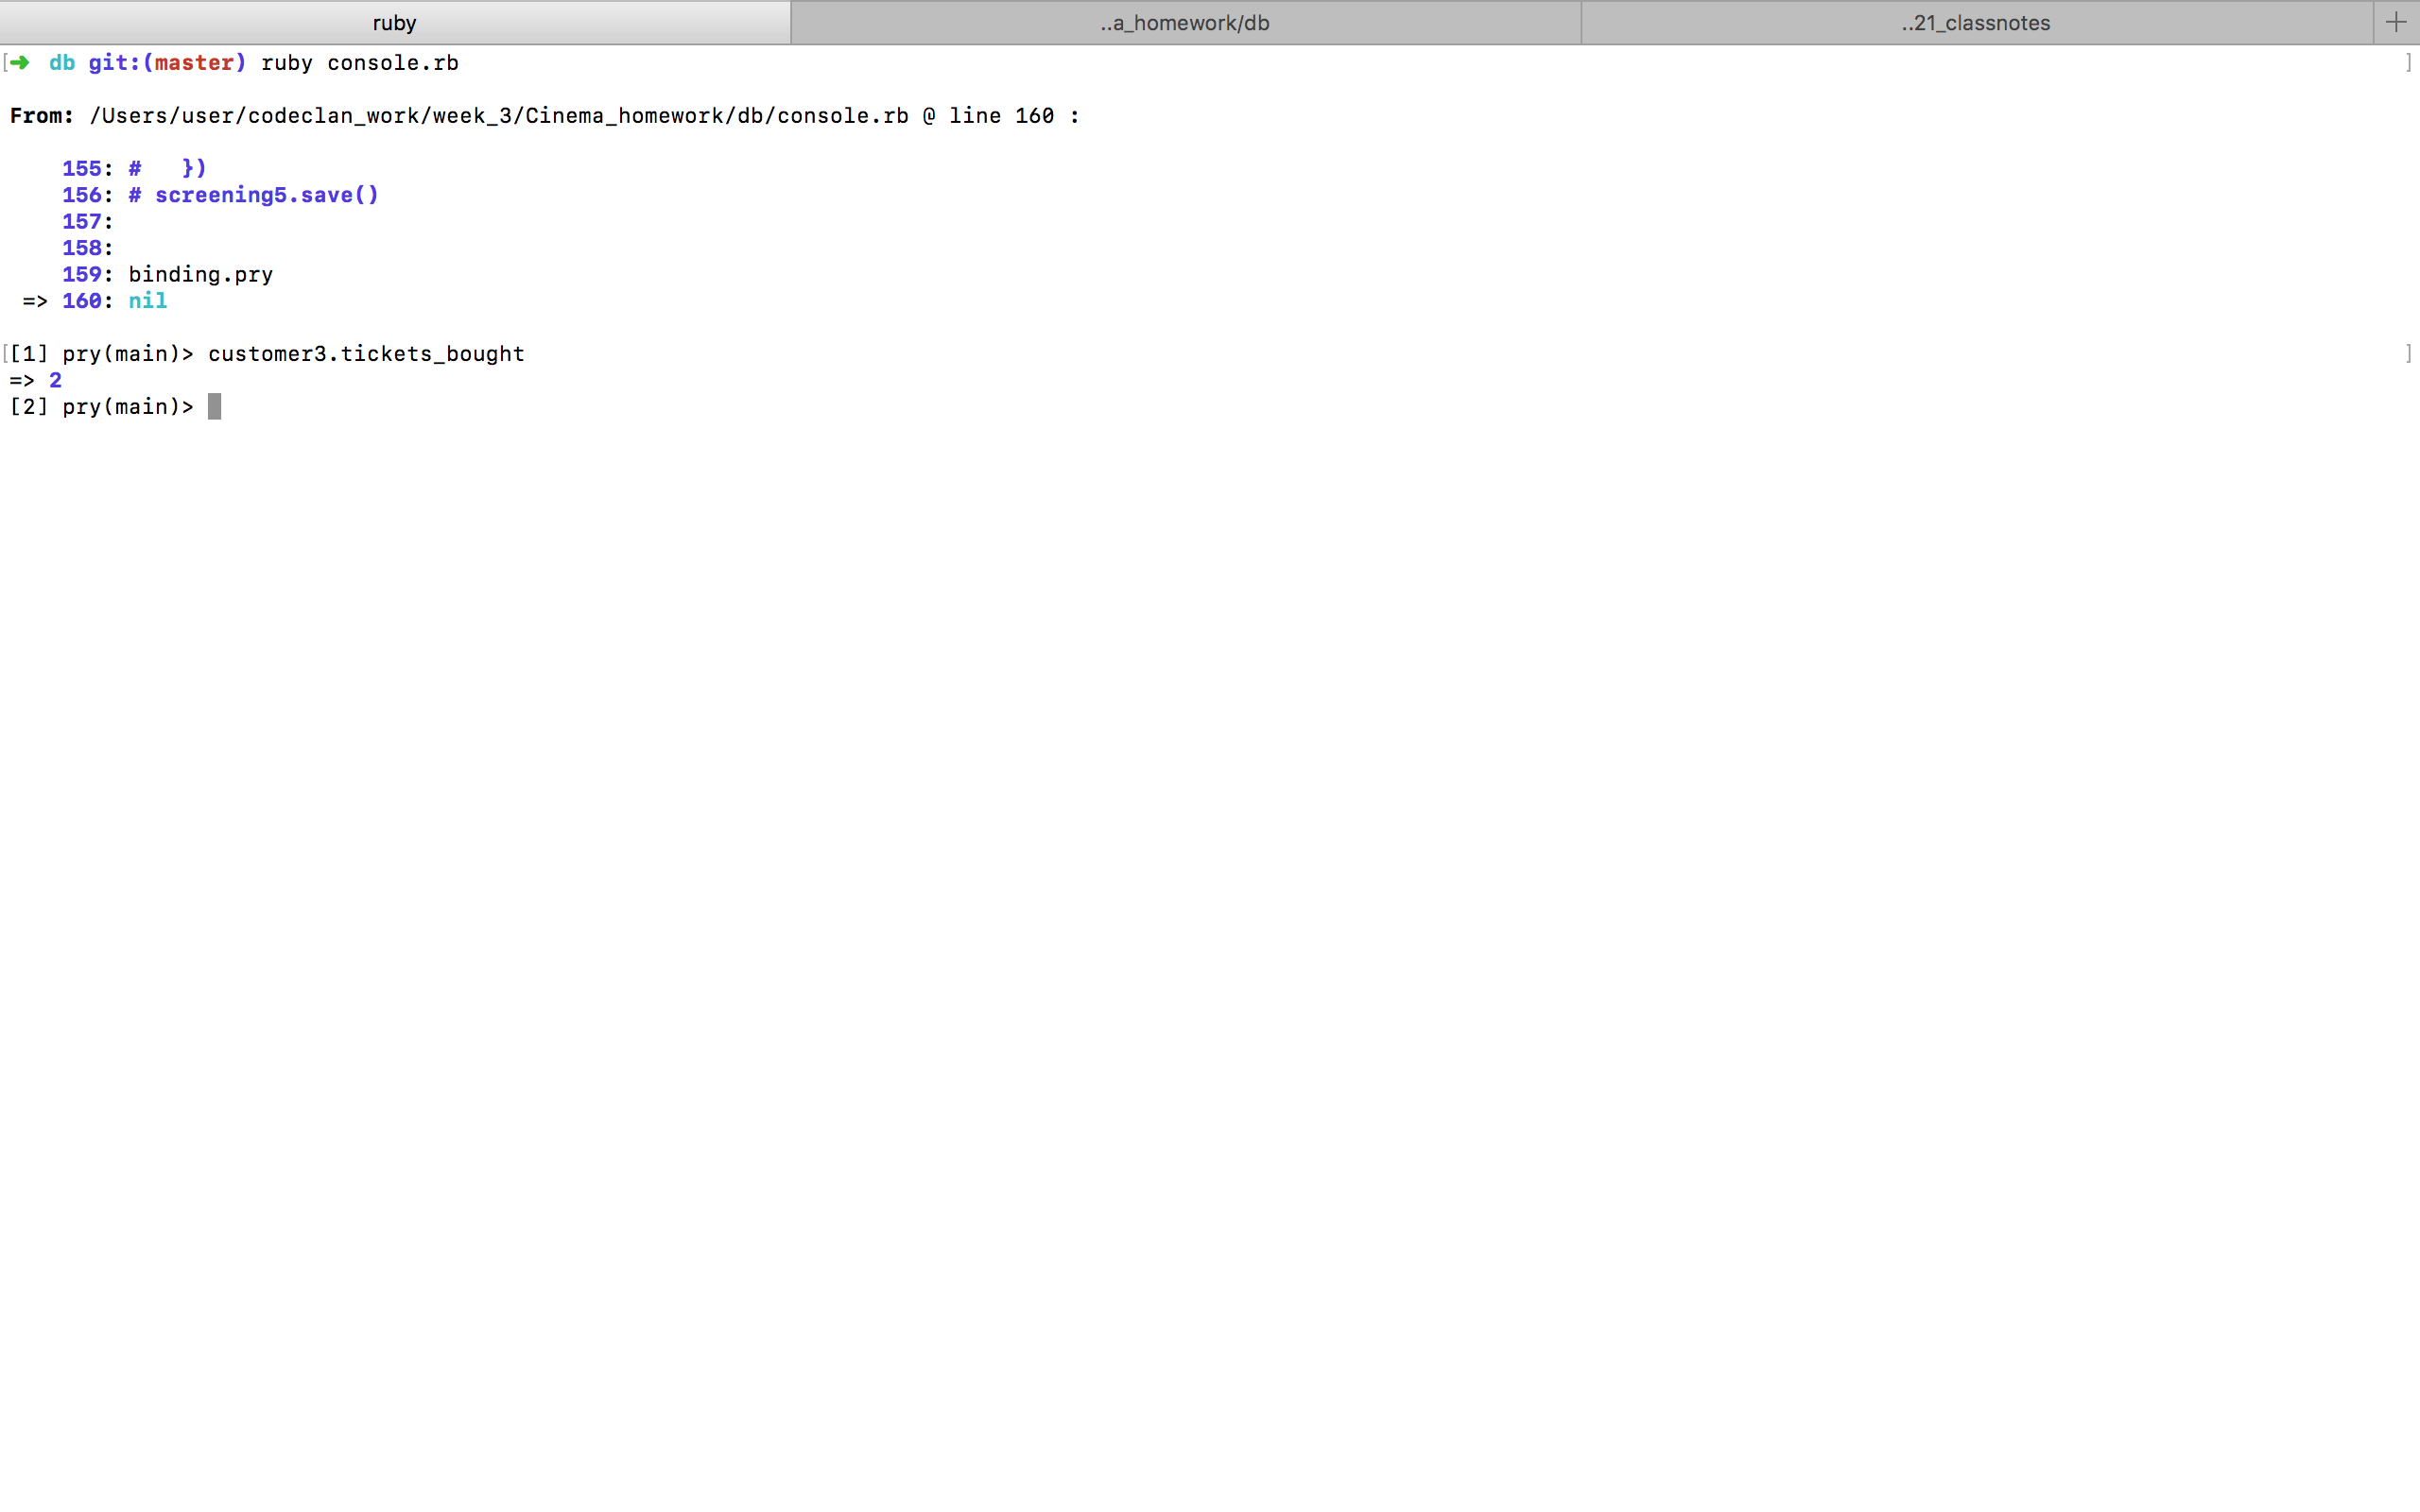 ruby ..a_homework/db ..21_classnotes +
[➜ db git:(master) ruby console.rb ]
From: /Users/user/codeclan_work/week_3/Cinema_homework/db/console.rb @ line 160 :
155: #   })
156: # screening5.save()
157:
158:
159: binding.pry
=> 160: nil
[[1] pry(main)> customer3.tickets_bought ]
=> 2
[2] pry(main)>